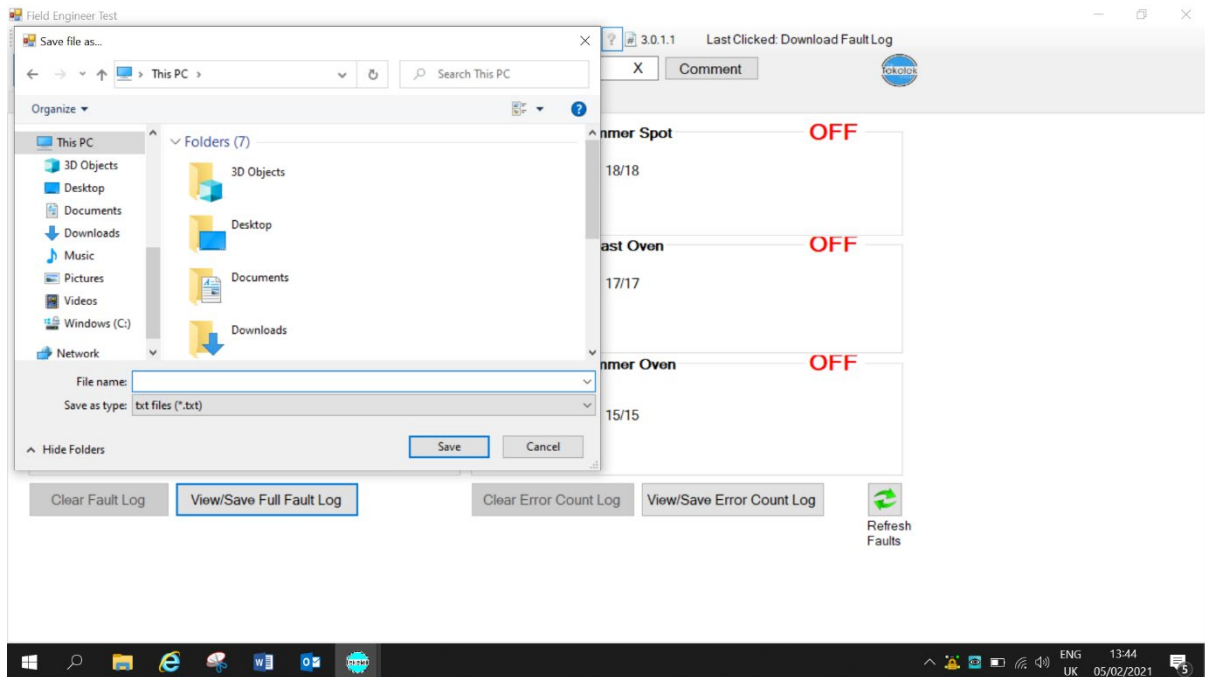 Field Engineer Test
Save file as...
? # 3.0.1.1 Last Clicked: Download Fault Log
This PC
Search This PC
X Comment
Tekelek
Organize
This PC
3D Objects
Desktop
Documents
Downloads
Music
Pictures
Videos
Windows (C:)
Network
Folders (7)
3D Objects
Desktop
Documents
Downloads
File name:
Save as type: txt files (*.txt)
Hide Folders
Save Cancel
mmer Spot OFF
18/18
ast Oven OFF
17/17
mmer Oven OFF
15/15
Clear Fault Log View/Save Full Fault Log Clear Error Count Log View/Save Error Count Log
Refresh
Faults
ENG 13:44
UK 05/02/2021 5